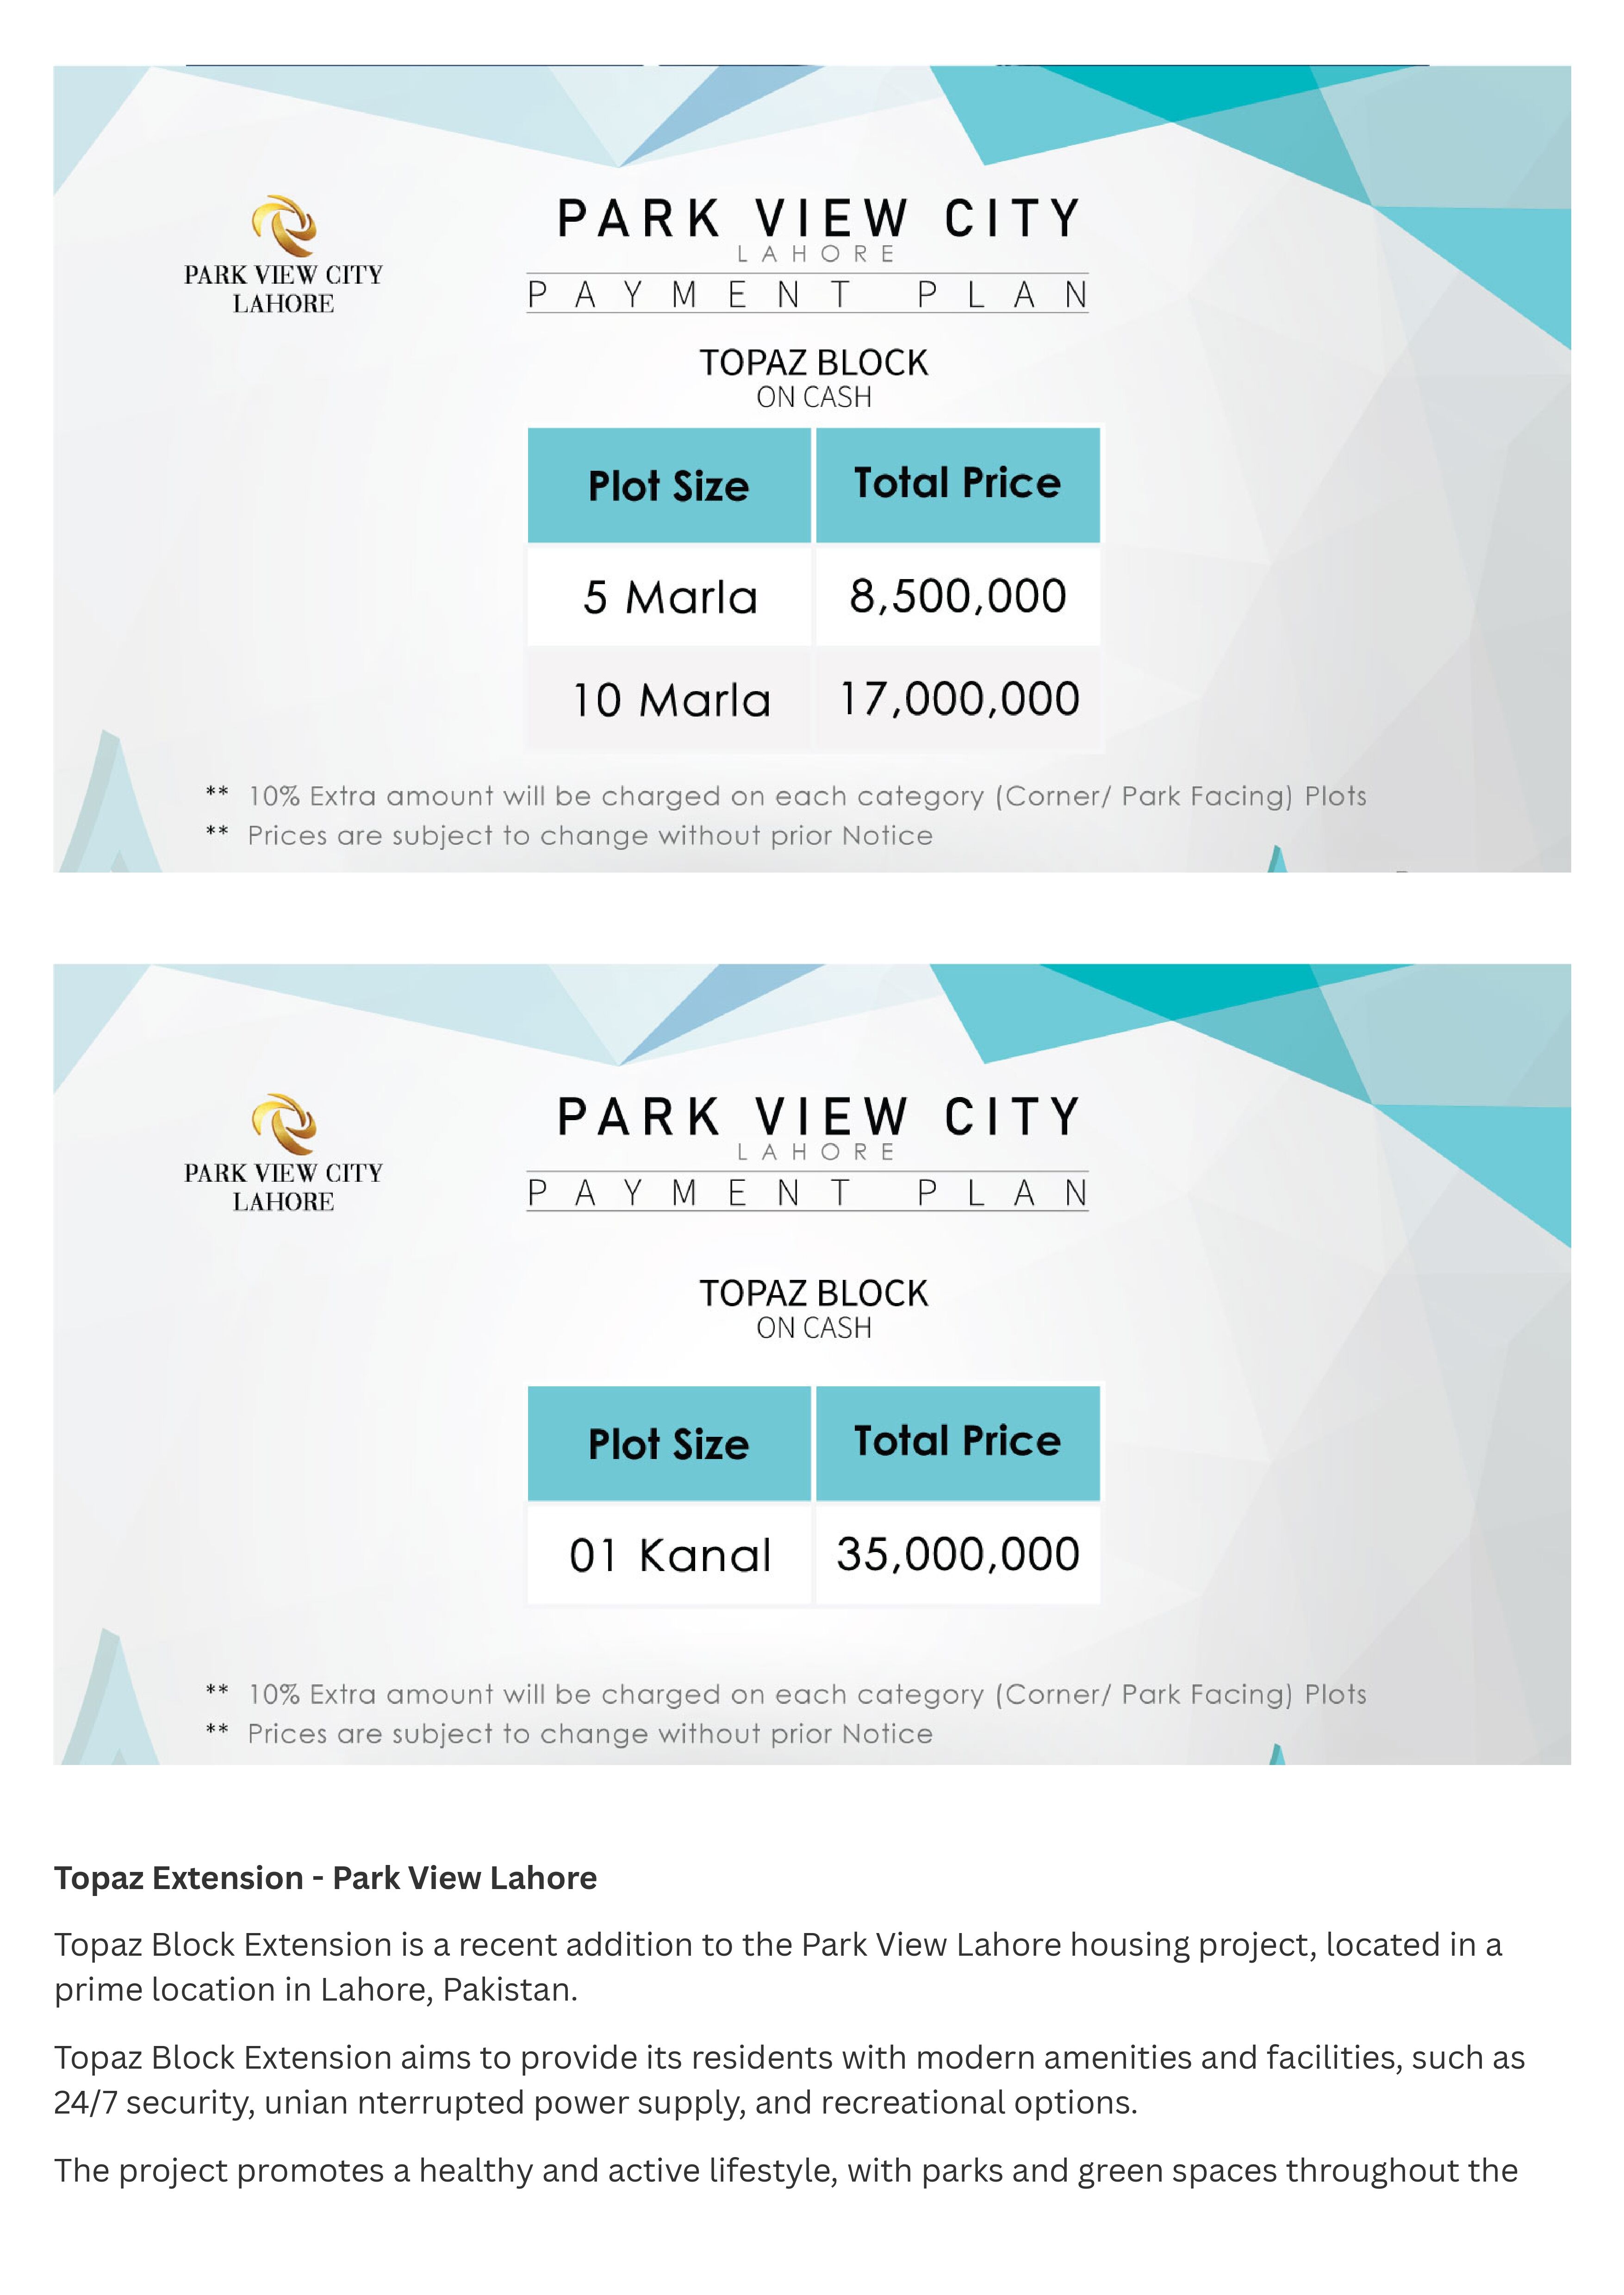 PARK VIEW CITY
LAHORE
PARK VIEW CITY
LAHORE
PAYMENT PLAN
TOPAZ BLOCK
ON CASH
Plot Size Total Price
5 Marla 8,500,000
10 Marla 17,000,000
** 10% Extra amount will be charged on each category (Corner/ Park Facing) Plots
** Prices are subject to change without prior Notice
PARK VIEW CITY
LAHORE
PARK VIEW CITY
LAHORE
PAYMENT PLAN
TOPAZ BLOCK
ON CASH
Plot Size Total Price
01 Kanal 35,000,000
** 10% Extra amount will be charged on each category (Corner/ Park Facing) Plots
** Prices are subject to change without prior Notice
Topaz Extension - Park View Lahore
Topaz Block Extension is a recent addition to the Park View Lahore housing project, located in a
prime location in Lahore, Pakistan.
Topaz Block Extension aims to provide its residents with modern amenities and facilities, such as
24/7 security, unian nterrupted power supply, and recreational options.
The project promotes a healthy and active lifestyle, with parks and green spaces throughout the